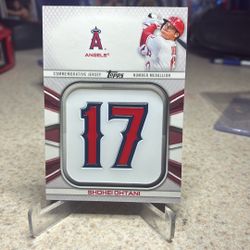 A
ANGELS
COMMEMORATIVE JERSEY Topps NUMBER MEDALLION
17
SHOHEI OHTANI